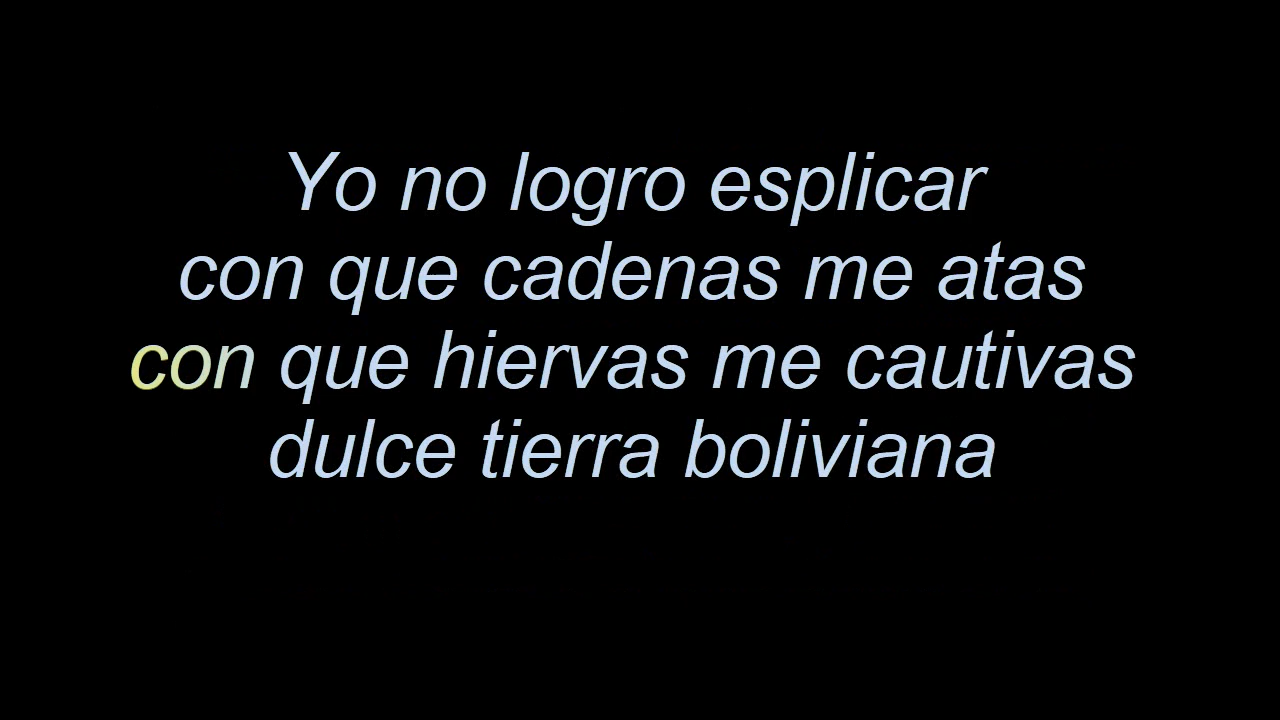 Yo no logro esplicar
con que cadenas me atas
con que hiervas me cautivas
dulce tierra boliviana